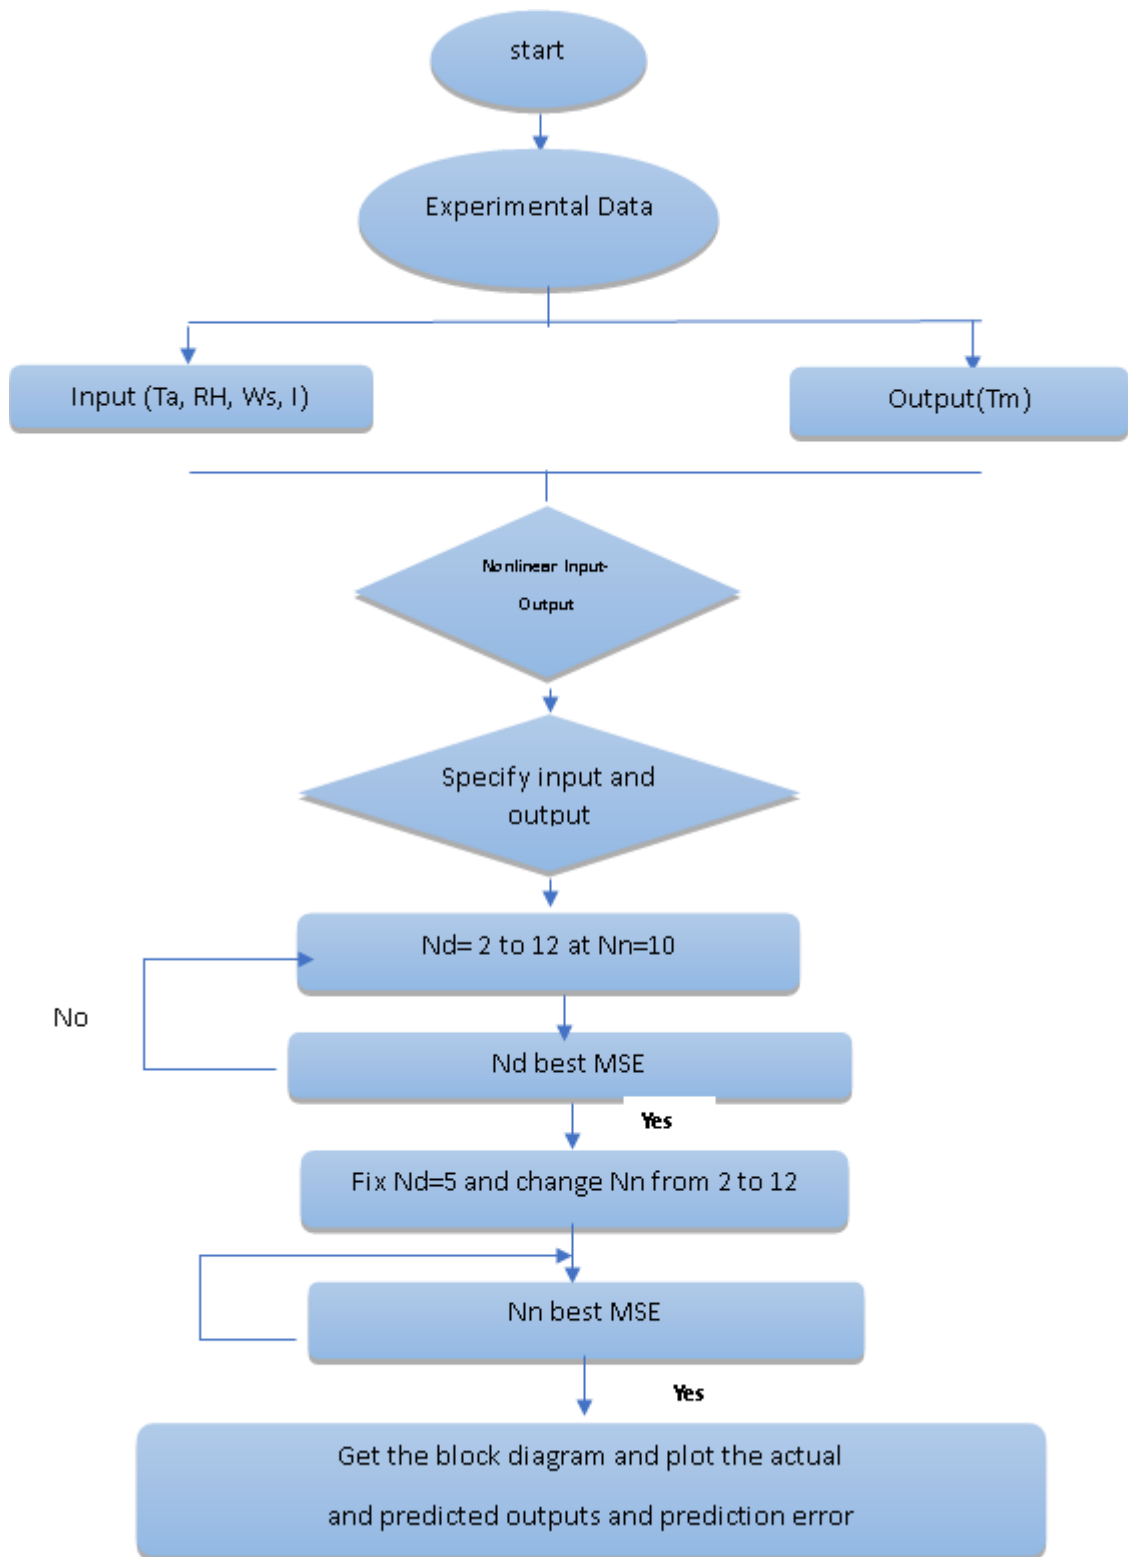 start
Experimental Data
Input (Ta, RH, Ws, I)
Output(Tm)
Nonlinear Input-
Output
Specify input and
output
Nd= 2 to 12 at Nn=10
No
Nd best MSE
Yes
Fix Nd=5 and change Nn from 2 to 12
Nn best MSE
Yes
Get the block diagram and plot the actual
and predicted outputs and prediction error